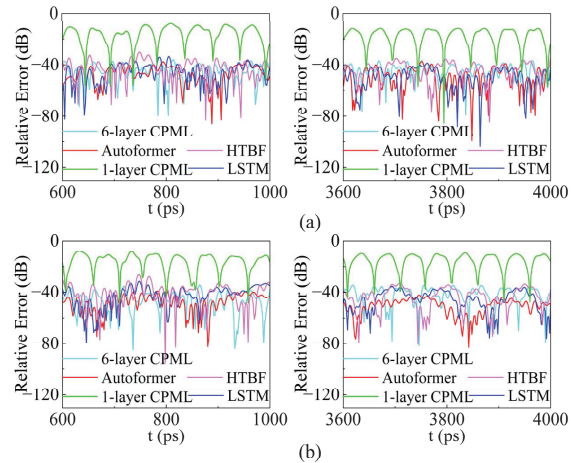 0
−40
−80
−120
Relative Error (dB)
6-layer CPML
Autoformer
HTBF
1-layer CPML
LSTM
600
800
1000
t (ps)
0
−40
−80
−120
Relative Error (dB)
6-layer CPML
Autoformer
HTBF
1-layer CPML
LSTM
3600
3800
4000
t (ps)
(a)
0
−40
−80
−120
Relative Error (dB)
6-layer CPML
Autoformer
HTBF
1-layer CPML
LSTM
600
800
1000
t (ps)
0
−40
−80
−120
Relative Error (dB)
6-layer CPML
Autoformer
HTBF
1-layer CPML
LSTM
3600
3800
4000
t (ps)
(b)